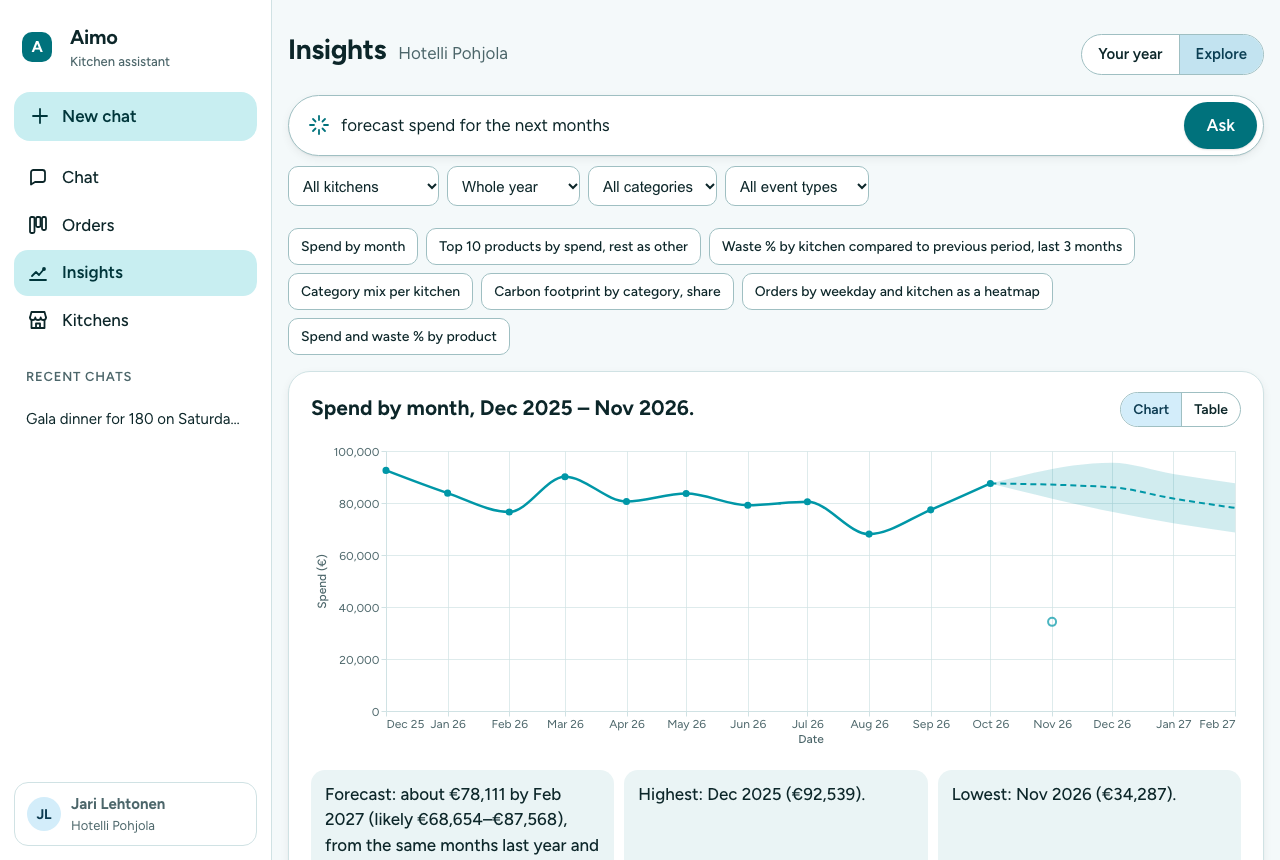 A
Aimo
Kitchen assistant
New chat
Chat
Orders
Insights
Kitchens
RECENT CHATS
Gala dinner for 180 on Saturda...
JL
Jari Lehtonen
Hotelli Pohjola
Insights Hotelli Pohjola
Your year Explore
forecast spend for the next months Ask
All kitchens Whole year All categories All event types
Spend by month Top 10 products by spend, rest as other Waste % by kitchen compared to previous period, last 3 months
Category mix per kitchen Carbon footprint by category, share Orders by weekday and kitchen as a heatmap
Spend and waste % by product
Spend by month, Dec 2025 – Nov 2026.
Chart Table
100,000
80,000
60,000
40,000
20,000
0
Spend (€)
Dec 25 Jan 26 Feb 26 Mar 26 Apr 26 May 26 Jun 26 Jul 26 Aug 26 Sep 26 Oct 26 Nov 26 Dec 26 Jan 27 Feb 27
Date
Forecast: about €78,111 by Feb
2027 (likely €68,654–€87,568),
from the same months last year and
Highest: Dec 2025 (€92,539).
Lowest: Nov 2026 (€34,287).